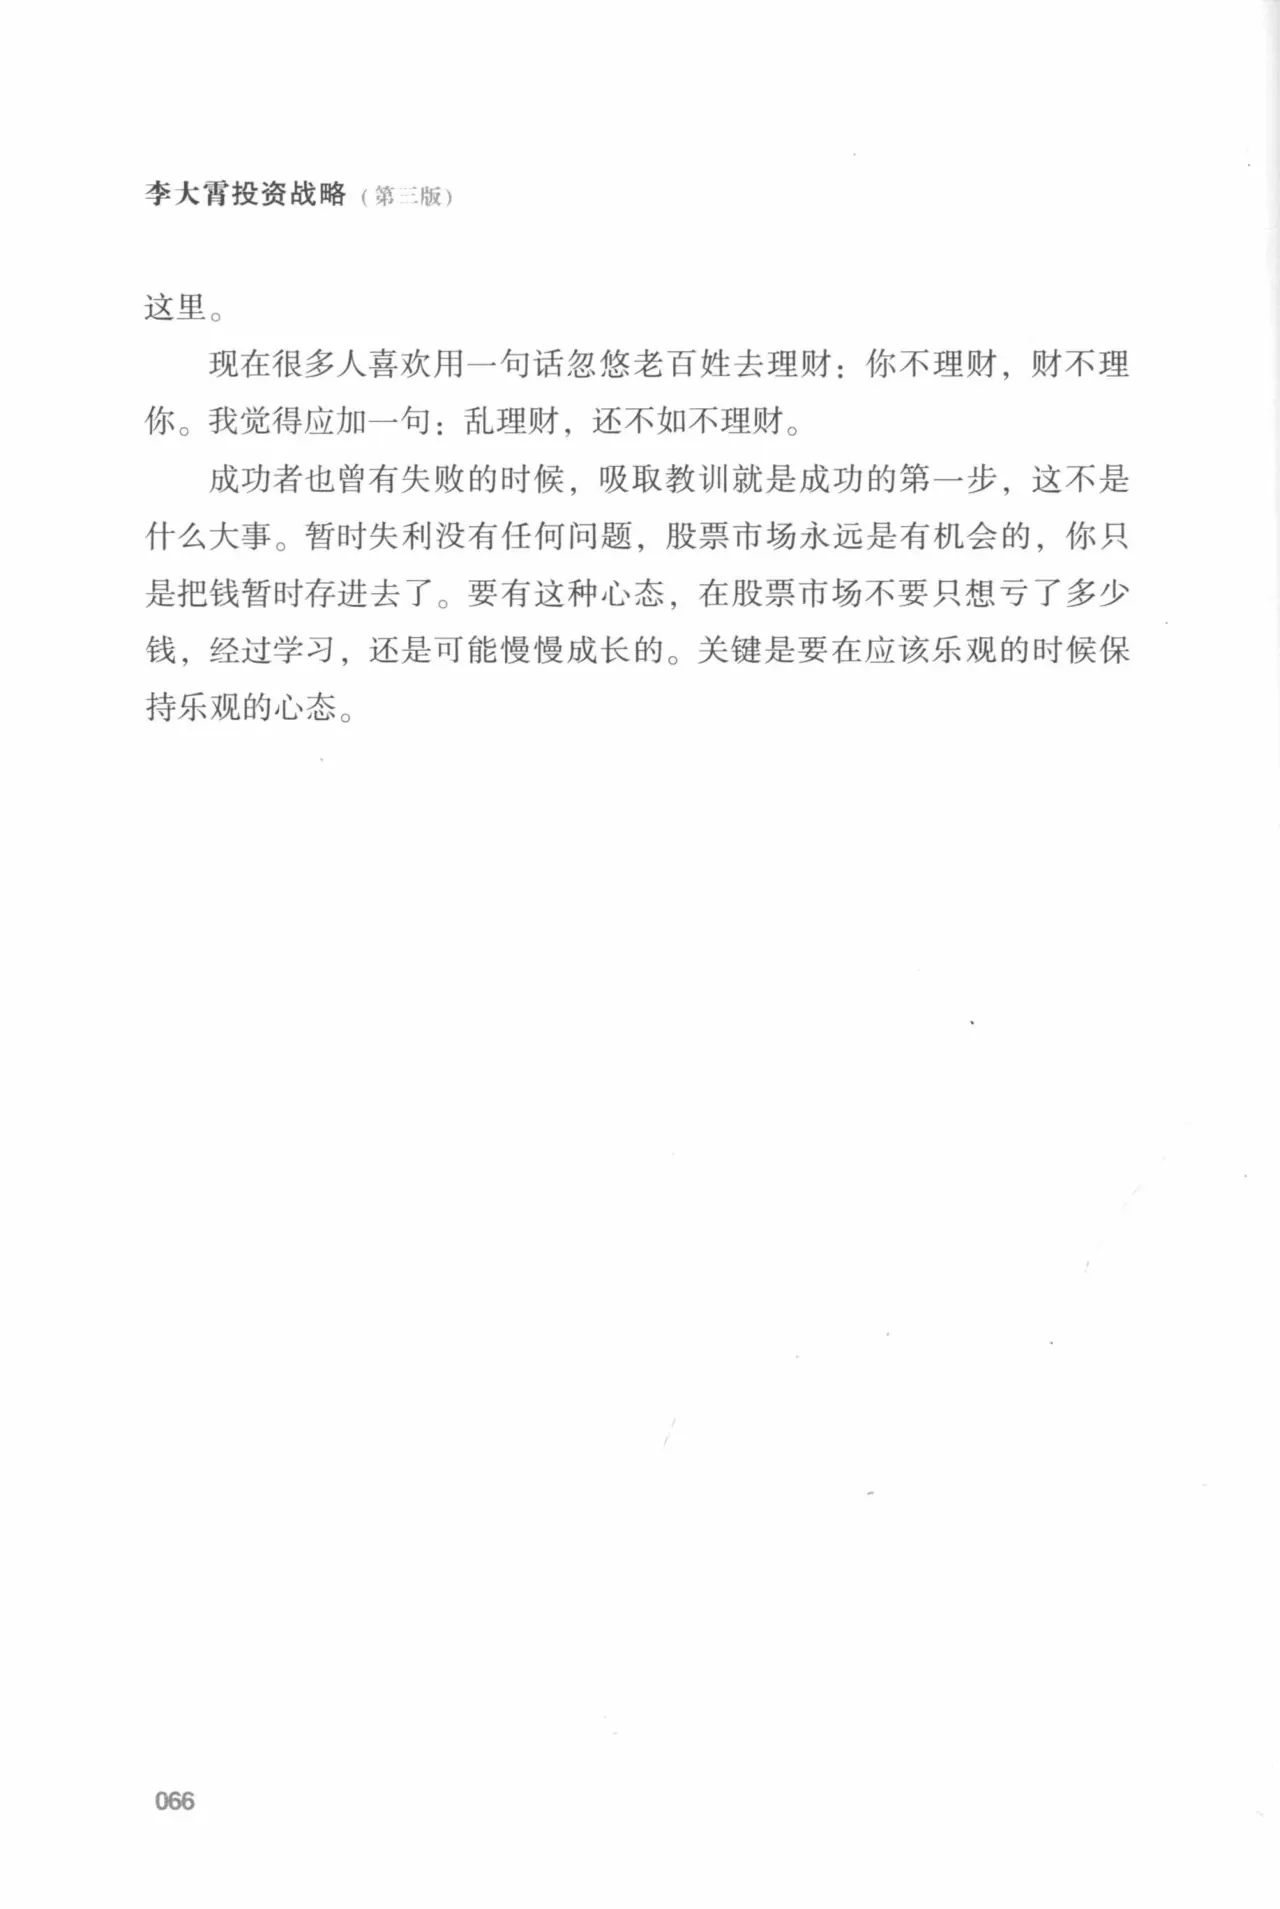 李大霄投资战略（第三版）
这里。
现在很多人喜欢用一句话忽悠老百姓去理财：你不理财，财不理
你。我觉得应加一句：乱理财，还不如不理财。
成功者也曾有失败的时候，吸取教训就是成功的第一步，这不是
什么大事。暂时失利没有任何问题，股票市场永远是有机会的，你只
是把钱暂时存进去了。要有这种心态，在股票市场不要只想亏了多少
钱，经过学习，还是可能慢慢成长的。关键是要在应该乐观的时候保
持乐观的心态。
066